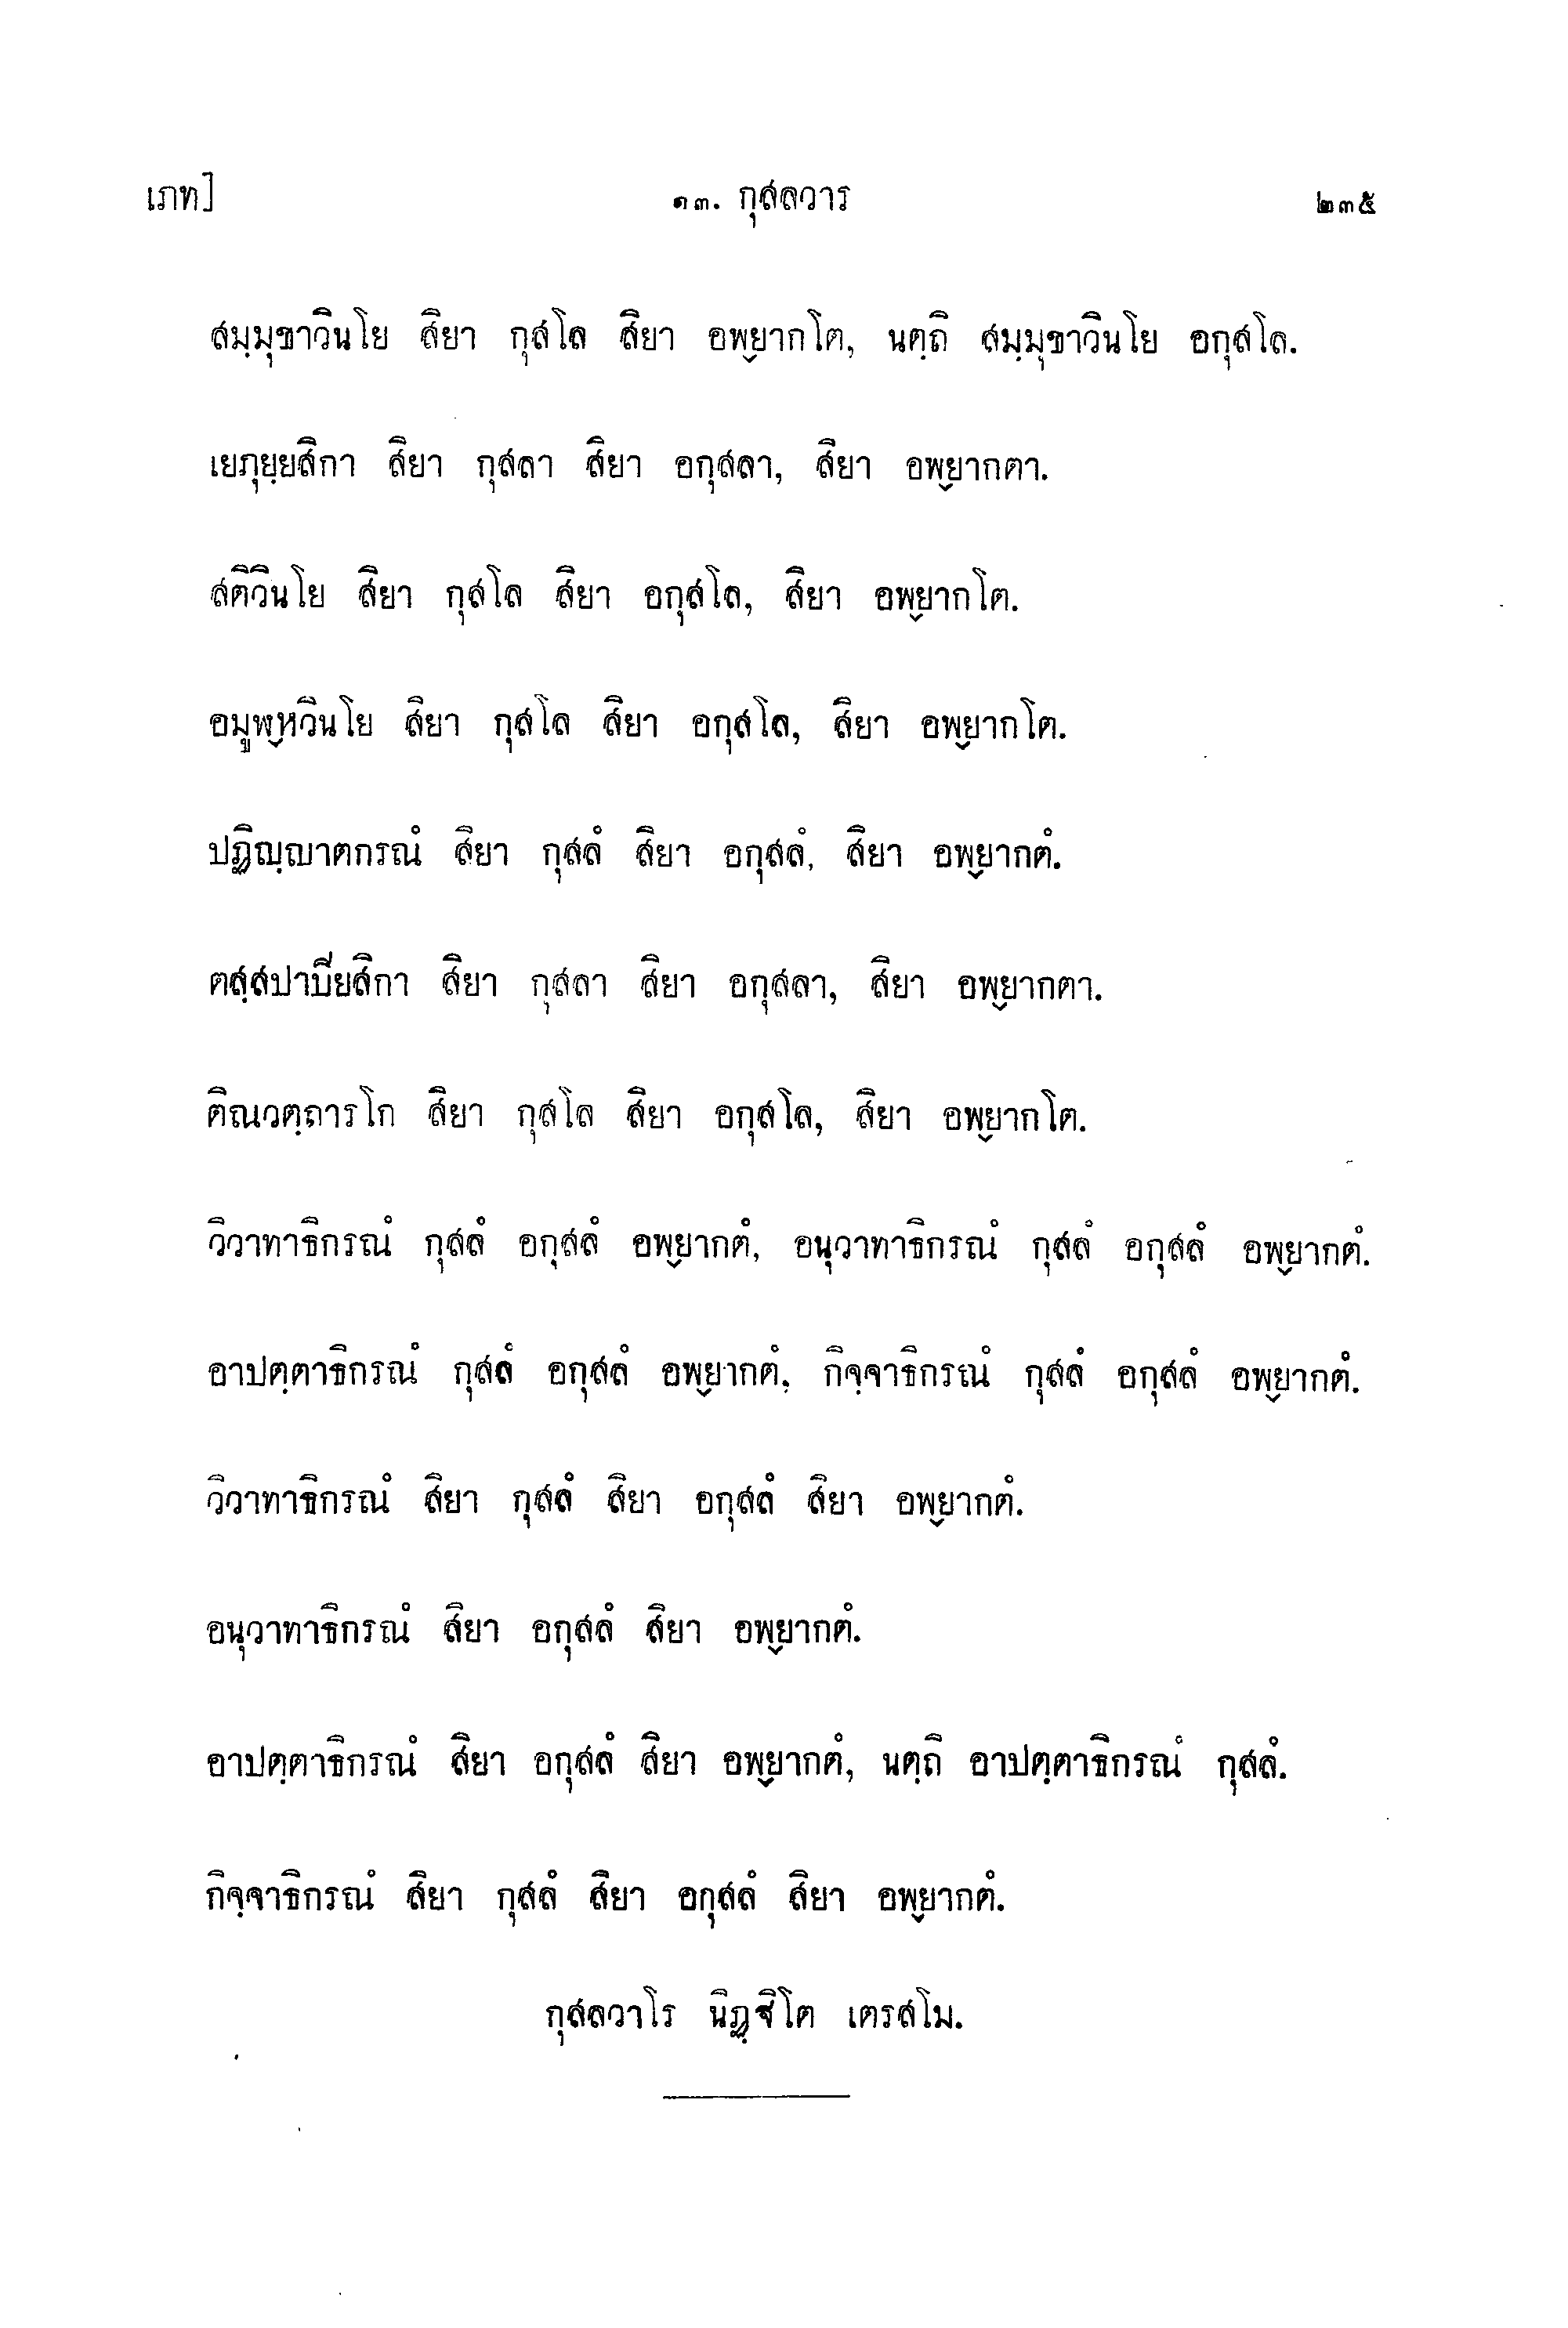 เภท] ๑๓. กุสลวาร ๒๓๕
สมฺมุขาวินโย สิยา กุสโล สิยา อพฺยากโต, นตฺถิ สมฺมุขาวินโย อกุสโล.
เยภุยฺยสิกา สิยา กุสลา สิยา อกุสลา, สิยา อพฺยากตา.
สติวินโย สิยา กุสโล สิยา อกุสโล, สิยา อพฺยากโต.
อมูฬฺหวินโย สิยา กุสโล สิยา อกุสโล, สิยา อพฺยากโต.
ปฏิญฺญาตกรณํ สิยา กุสลํ สิยา อกุสลํ, สิยา อพฺยากตํ.
ตสฺสปาปิยสิกา สิยา กุสลา สิยา อกุสลา, สิยา อพฺยากตา.
ติณวตฺถารโก สิยา กุสโล สิยา อกุสโล, สิยา อพฺยากโต.
วิวาทาธิกรณํ กุสลํ อกุสลํ อพฺยากตํ, อนุวาทาธิกรณํ กุสลํ อกุสลํ อพฺยากตํ.
อาปตฺตาธิกรณํ กุสลํ อกุสลํ อพฺยากตํ, กิจฺจาธิกรณํ กุสลํ อกุสลํ อพฺยากตํ.
วิวาทาธิกรณํ สิยา กุสลํ สิยา อกุสลํ สิยา อพฺยากตํ.
อนุวาทาธิกรณํ สิยา อกุสลํ สิยา อพฺยากตํ.
อาปตฺตาธิกรณํ สิยา อกุสลํ สิยา อพฺยากตํ, นตฺถิ อาปตฺตาธิกรณํ กุสลํ.
กิจฺจาธิกรณํ สิยา กุสลํ สิยา อกุสลํ สิยา อพฺยากตํ.
กุสลวาโร นิฏฺฐิโต เตรสโม.